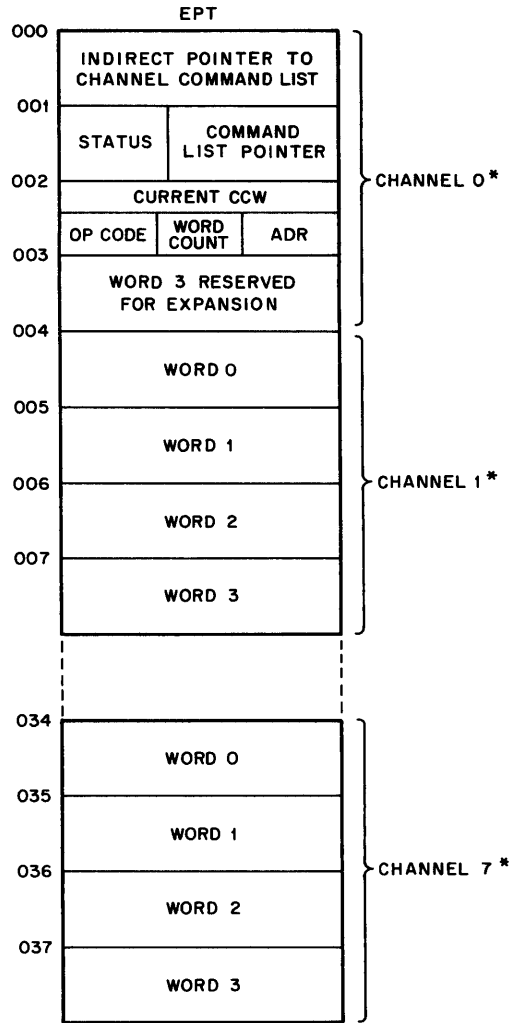 EPT
000
INDIRECT POINTER TO
CHANNEL COMMAND LIST
001
STATUS
COMMAND
LIST POINTER
002
CURRENT CCW
OP CODE
WORD
COUNT
ADR
003
WORD 3 RESERVED
FOR EXPANSION
CHANNEL 0*
004
WORD 0
005
WORD 1
006
WORD 2
007
WORD 3
CHANNEL 1*
034
WORD 0
035
WORD 1
036
WORD 2
037
WORD 3
CHANNEL 7*